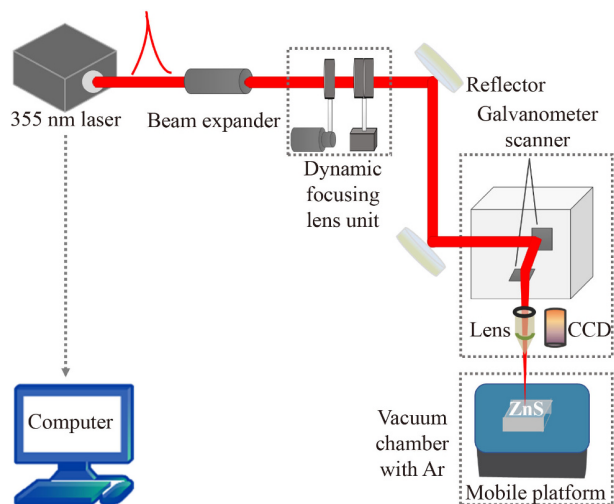 355 nm laser
Beam expander
Dynamic
focusing
lens unit
Reflector
Galvanometer
scanner
Lens
CCD
Computer
Vacuum
chamber
with Ar
ZnS
Mobile platform